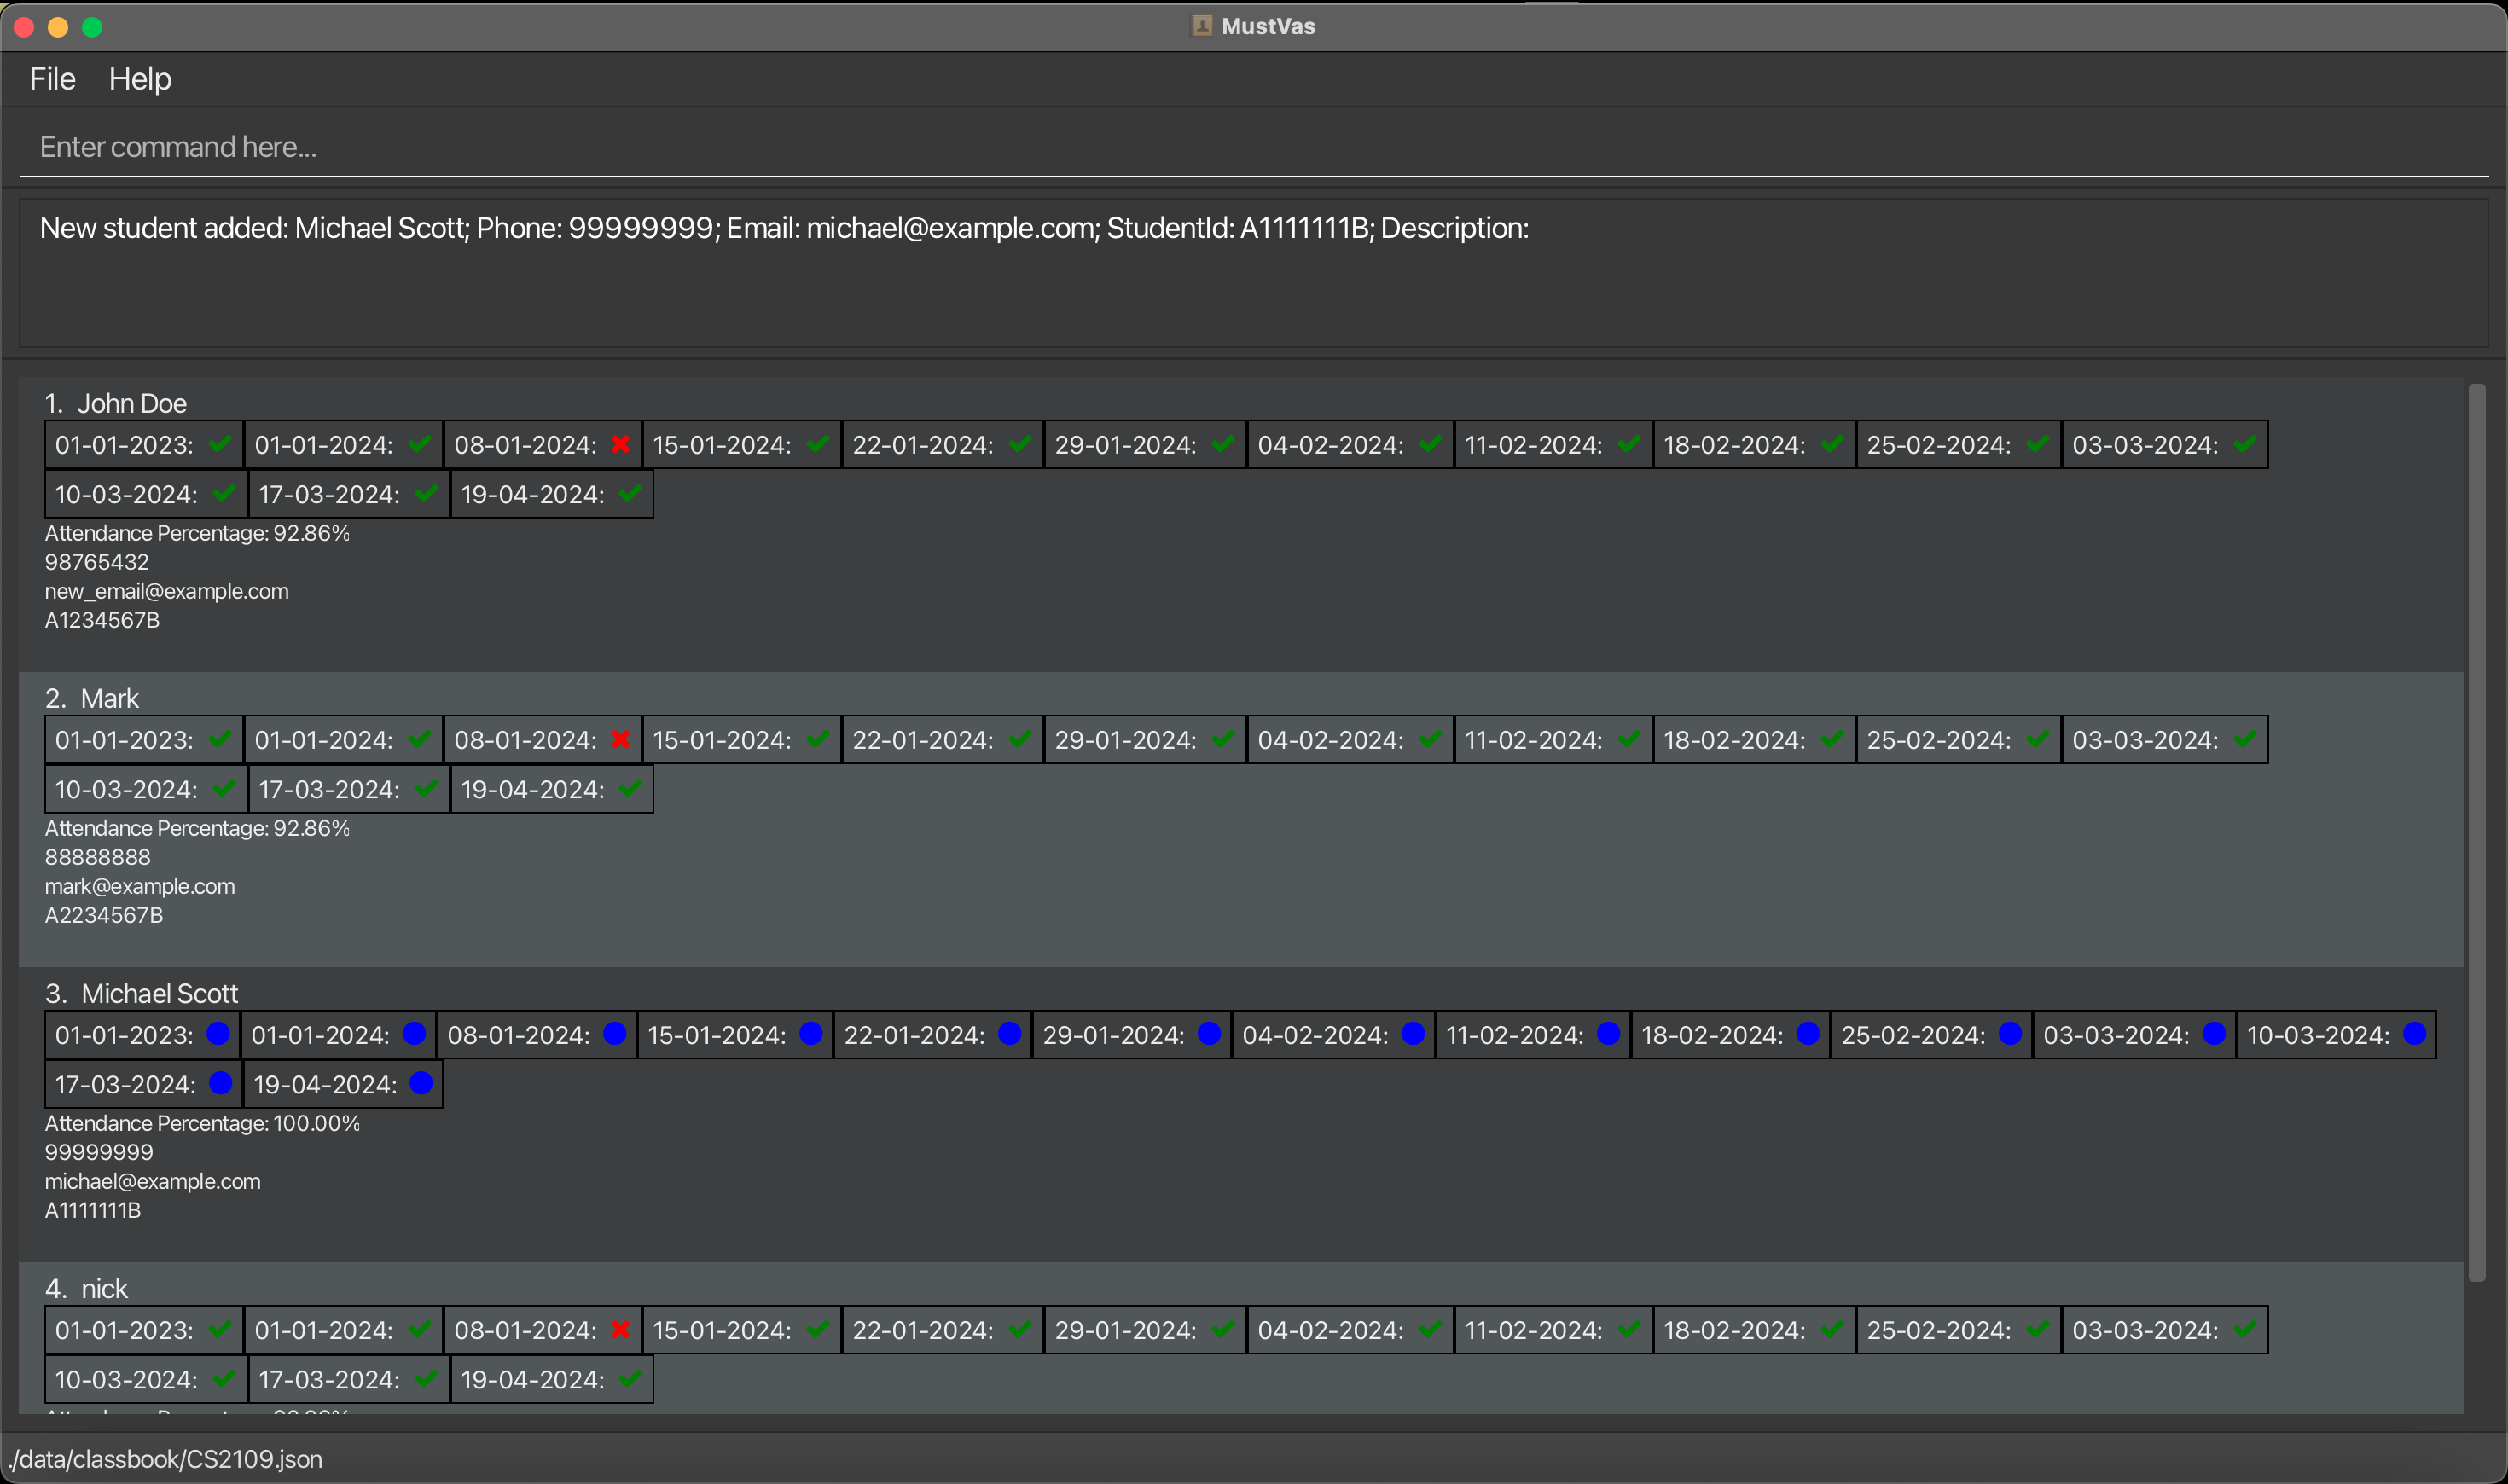 MustVas
File Help
Enter command here...
New student added: Michael Scott; Phone: 99999999; Email: michael@example.com; StudentId: A1111111B; Description:
1. John Doe
01-01-2023: ✔ 01-01-2024: ✔ 08-01-2024: ✖ 15-01-2024: ✔ 22-01-2024: ✔ 29-01-2024: ✔ 04-02-2024: ✔ 11-02-2024: ✔ 18-02-2024: ✔ 25-02-2024: ✔ 03-03-2024: ✔
10-03-2024: ✔ 17-03-2024: ✔ 19-04-2024: ✔
Attendance Percentage: 92.86%
98765432
new_email@example.com
A1234567B
2. Mark
01-01-2023: ✔ 01-01-2024: ✔ 08-01-2024: ✖ 15-01-2024: ✔ 22-01-2024: ✔ 29-01-2024: ✔ 04-02-2024: ✔ 11-02-2024: ✔ 18-02-2024: ✔ 25-02-2024: ✔ 03-03-2024: ✔
10-03-2024: ✔ 17-03-2024: ✔ 19-04-2024: ✔
Attendance Percentage: 92.86%
88888888
mark@example.com
A2234567B
3. Michael Scott
01-01-2023: ● 01-01-2024: ● 08-01-2024: ● 15-01-2024: ● 22-01-2024: ● 29-01-2024: ● 04-02-2024: ● 11-02-2024: ● 18-02-2024: ● 25-02-2024: ● 03-03-2024: ● 10-03-2024: ●
17-03-2024: ● 19-04-2024: ●
Attendance Percentage: 100.00%
99999999
michael@example.com
A1111111B
4. nick
01-01-2023: ✔ 01-01-2024: ✔ 08-01-2024: ✖ 15-01-2024: ✔ 22-01-2024: ✔ 29-01-2024: ✔ 04-02-2024: ✔ 11-02-2024: ✔ 18-02-2024: ✔ 25-02-2024: ✔ 03-03-2024: ✔
10-03-2024: ✔ 17-03-2024: ✔ 19-04-2024: ✔
./data/classbook/CS2109.json